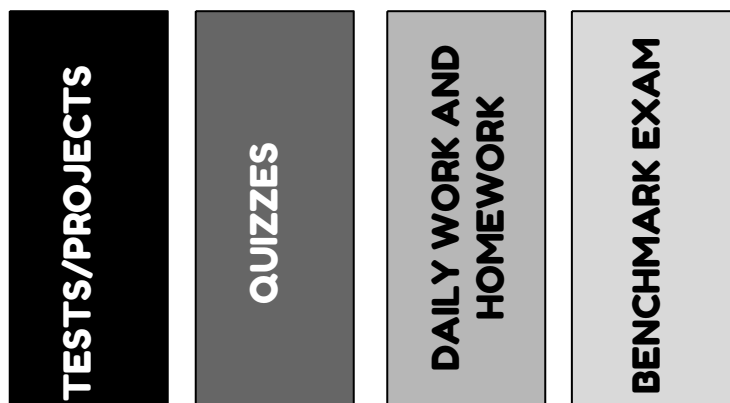 TESTS/PROJECTS
QUIZZES
DAILY WORK AND
HOMEWORK
BENCHMARK EXAM